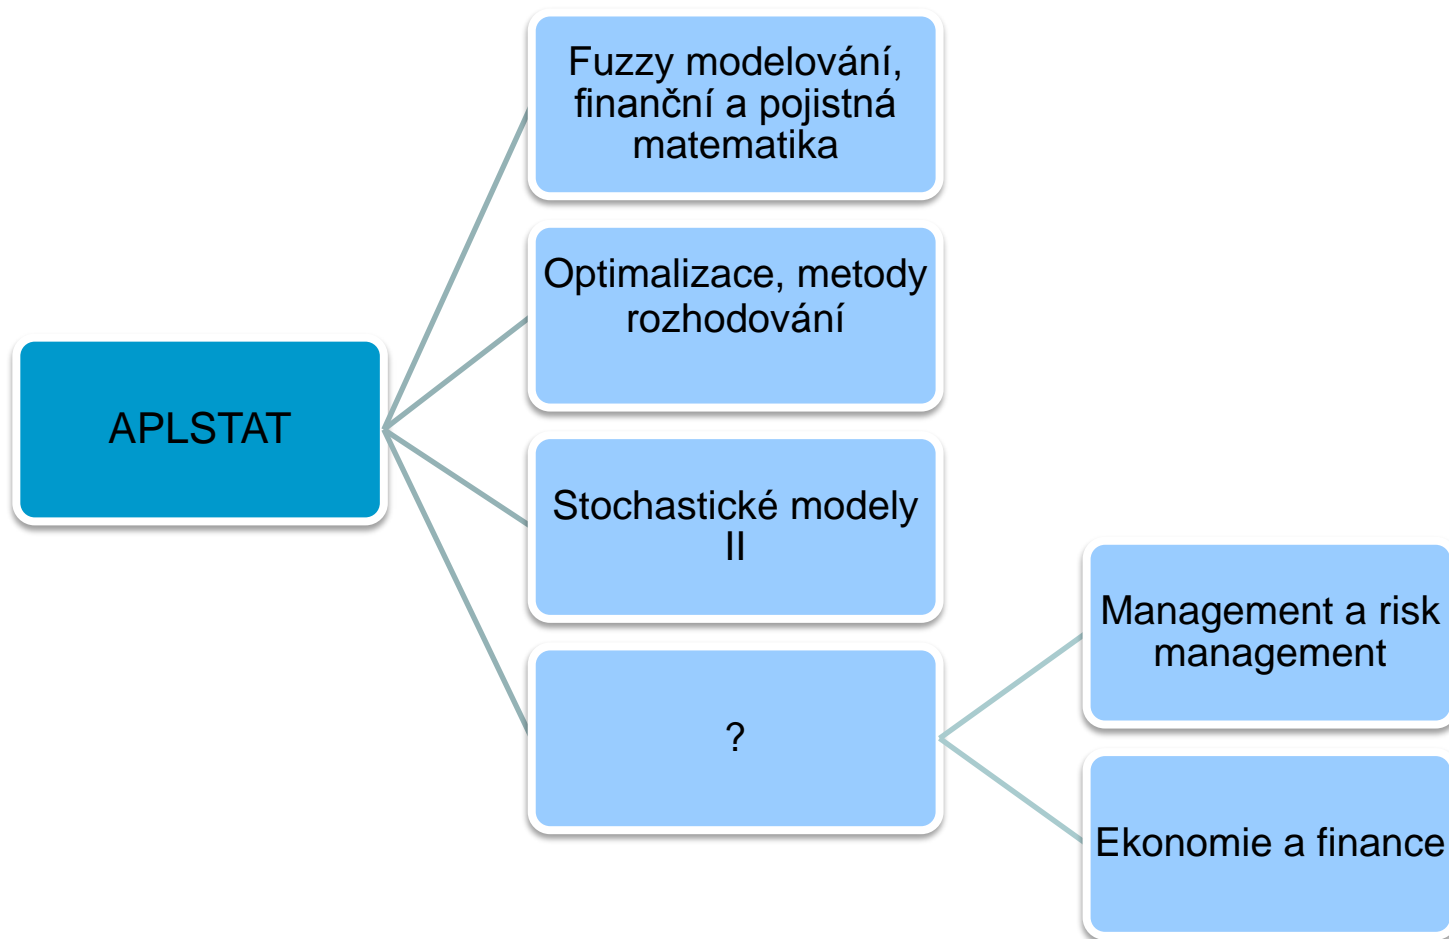 Fuzzy modelování,
finanční a pojistná
matematika
Optimalizace, metody
rozhodování
APLSTAT
Stochastické modely
II
?
Management a risk
management
Ekonomie a finance